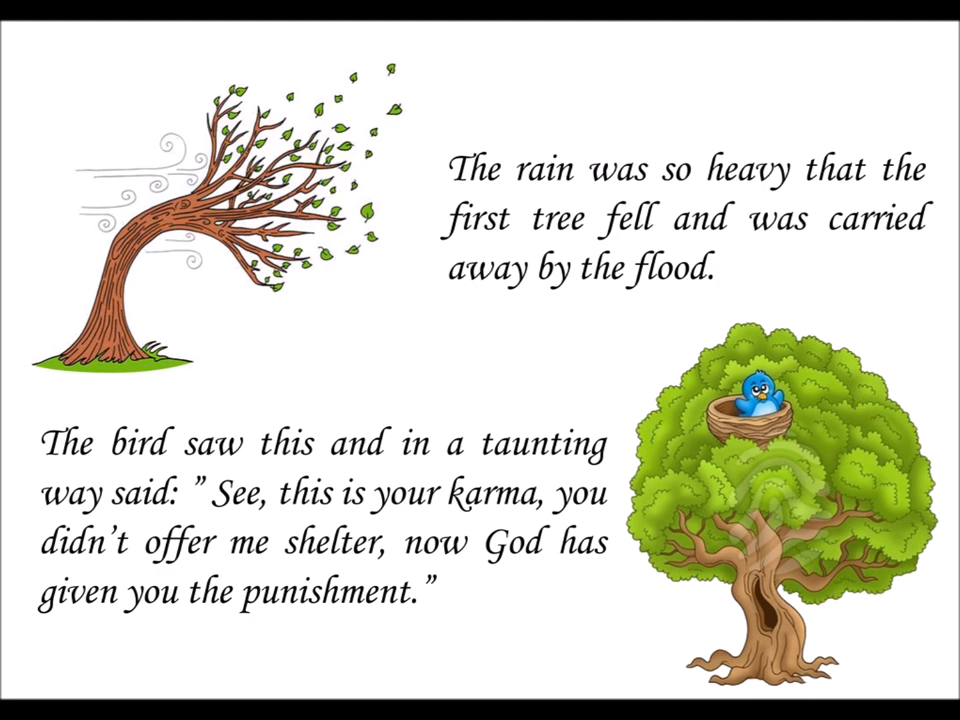 The rain was so heavy that the
first tree fell and was carried
away by the flood.
The bird saw this and in a taunting
way said: ” See, this is your karma, you
didn’t offer me shelter, now God has
given you the punishment.”